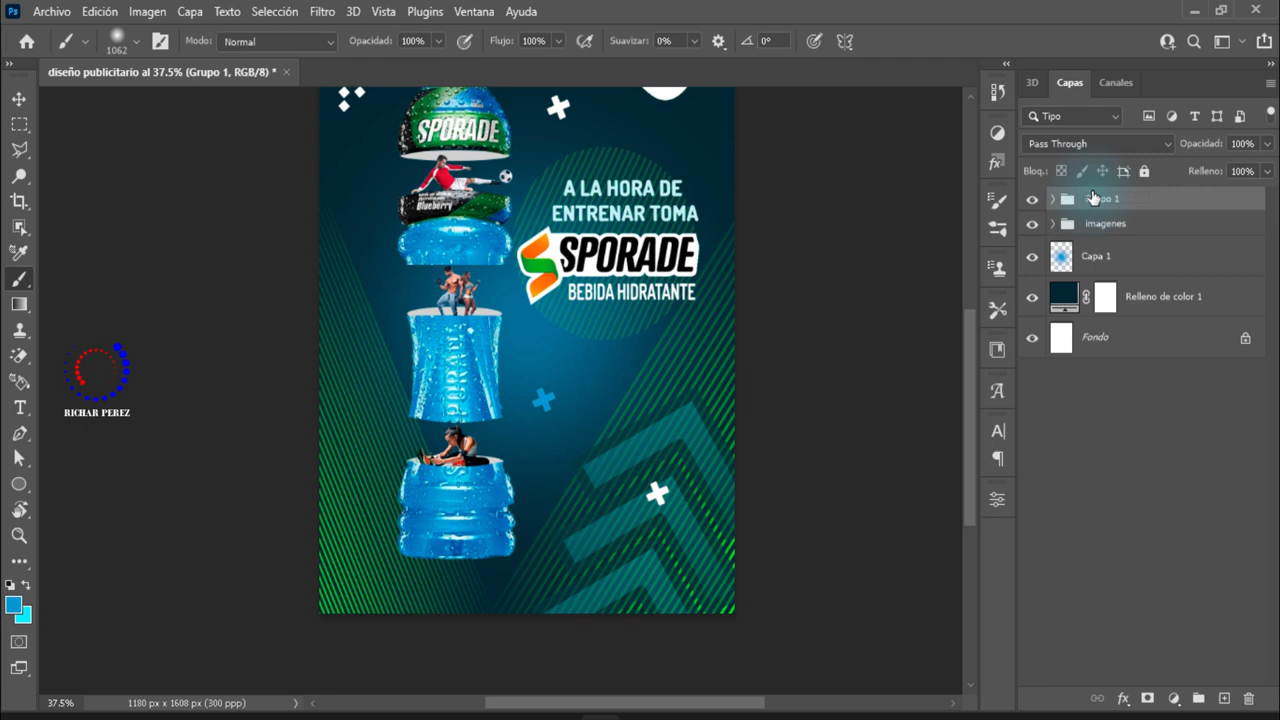 Ps Archivo Edición Imagen Capa Texto Selección Filtro 3D Vista Plugins Ventana Ayuda
1062 Modo: Normal Opacidad: 100% Flujo: 100% Suavizar: 0% 0°
diseño publicitario al 37.5% (Grupo 1, RGB/8) *
3D Capas Canales
Tipo
Pass Through Opacidad: 100%
Bloq.: Relleno: 100%
imagenes
Capa 1
Relleno de color 1
Fondo
SPORADE
Blueberry
A LA HORA DE
ENTRENAR TOMA
SPORADE
BEBIDA HIDRATANTE
RICHAR PEREZ
37.5% 1180 px x 1608 px (300 ppp)